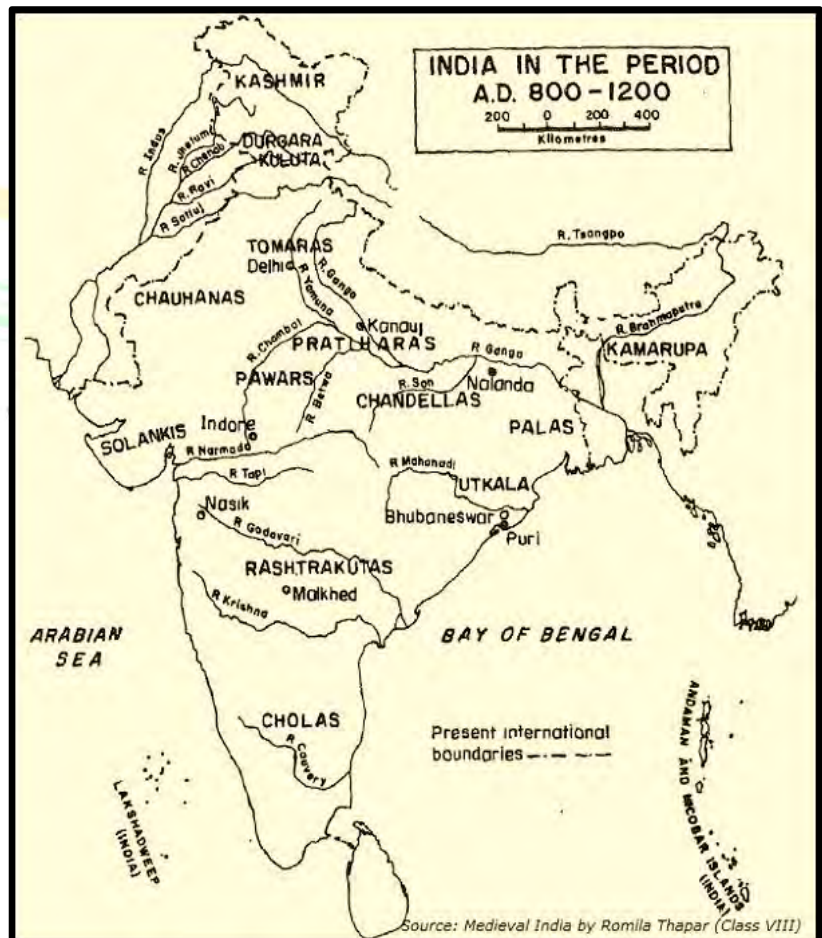 INDIA IN THE PERIOD
A.D. 800-1200
200 0 200 400
Kilometres
KASHMIR
R. Indus
R. Jhelum
R. Chenab
DURGARA
KULUTA
R. Ravi
R. Sutluj
R. Tsangpo
TOMARAS
Delhi
R. Ganga
R. Yamuna
CHAUHANAS
Kanauj
R. Brahmaputra
PRATIHARAS
KAMARUPA
R. Chambal
R. Ganga
PAWARS
R. Betwa
R. Son
Nalanda
CHANDELLAS
PALAS
Indore
SOLANKIS
R. Narmada
R. Tapi
R. Mahanadi
UTKALA
Nasik
Bhubaneswar
Puri
R. Godavari
RASHTRAKUTAS
Malkhed
R. Krishna
ARABIAN
SEA
BAY OF BENGAL
CHOLAS
R. Cauvery
Present international
boundaries
LAKSHADWEEP
(INDIA)
ANDAMAN AND NICOBAR ISLANDS
(INDIA)
Source: Medieval India by Romila Thapar (Class VIII)